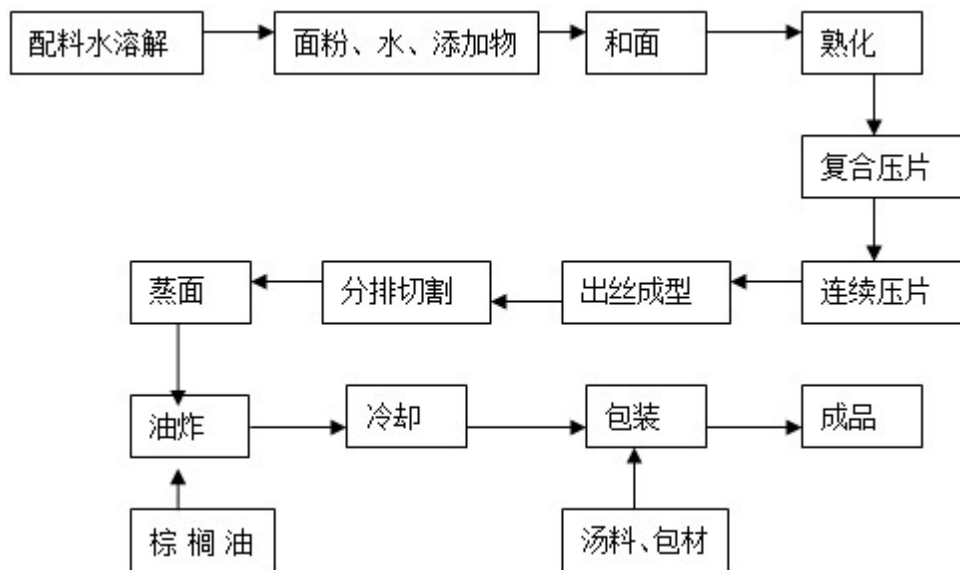 配料水溶解
面粉、水、添加物
和面
熟化
复合压片
连续压片
出丝成型
分排切割
蒸面
油炸
冷却
包装
成品
棕榈油
汤料、包材